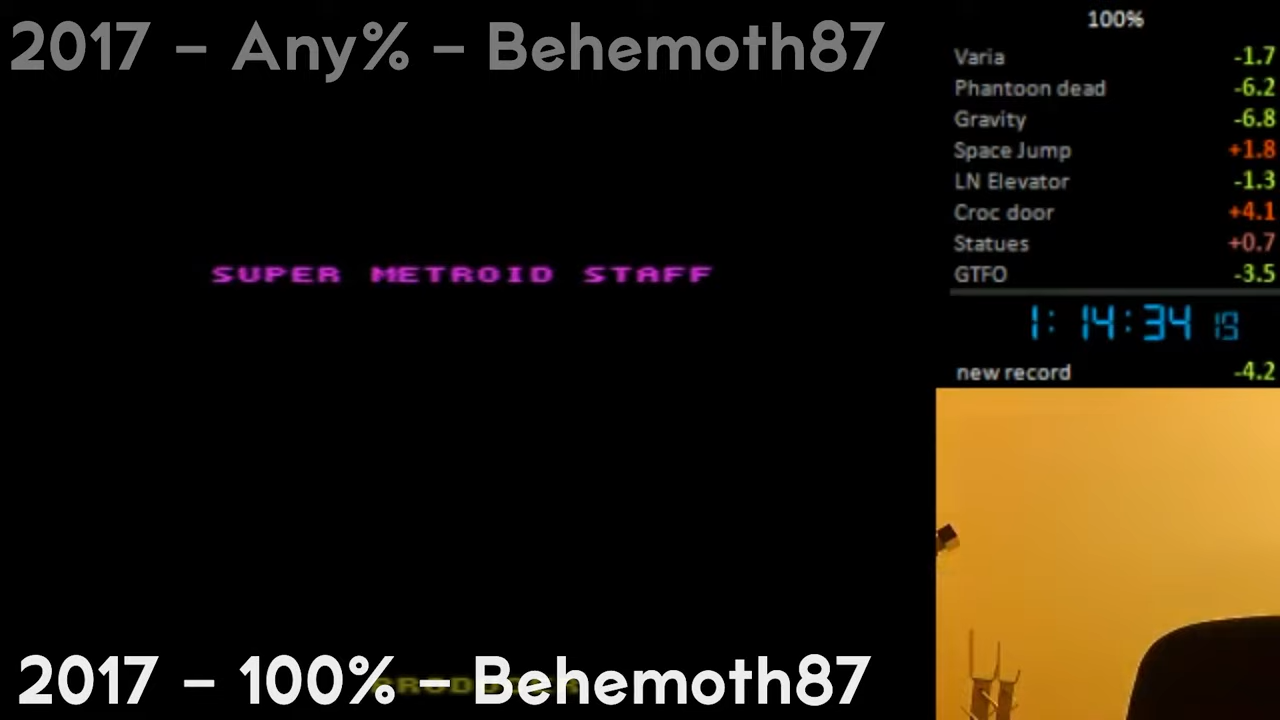 2017 – Any% – Behemoth87
100%
Varia -1.7
Phantoon dead -6.2
Gravity -6.8
Space Jump +1.8
LN Elevator -1.3
Croc door +4.1
Statues +0.7
GTFO -3.5
1:14:34 19
new record -4.2
SUPER METROID STAFF
2017 – 100% – Behemoth87